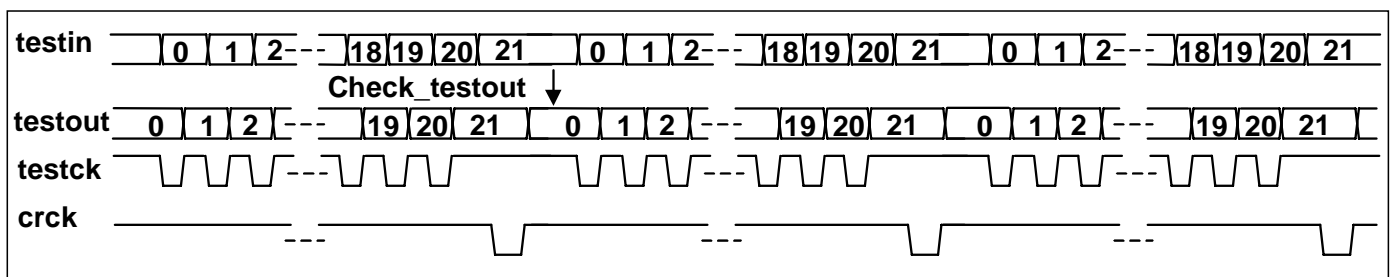 testin 0 1 2 18 19 20 21 0 1 2 18 19 20 21 0 1 2 18 19 20 21
Check_testout
testout 0 1 2 19 20 21 0 1 2 19 20 21 0 1 2 19 20 21
testck
crck